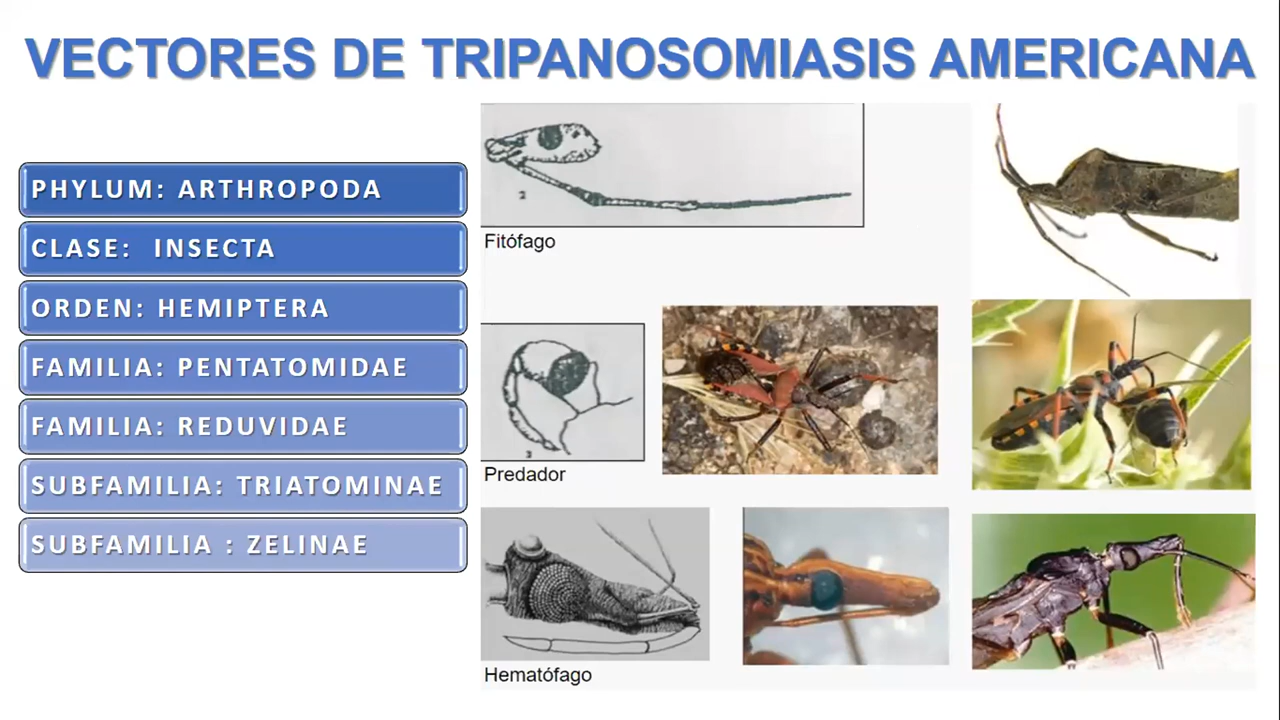 VECTORES DE TRIPANOSOMIASIS AMERICANA
PHYLUM: ARTHROPODA
CLASE: INSECTA
ORDEN: HEMIPTERA
FAMILIA: PENTATOMIDAE
FAMILIA: REDUVIDAE
SUBFAMILIA: TRIATOMINAE
SUBFAMILIA : ZELINAE
2
Fitófago
Predador
Hematófago